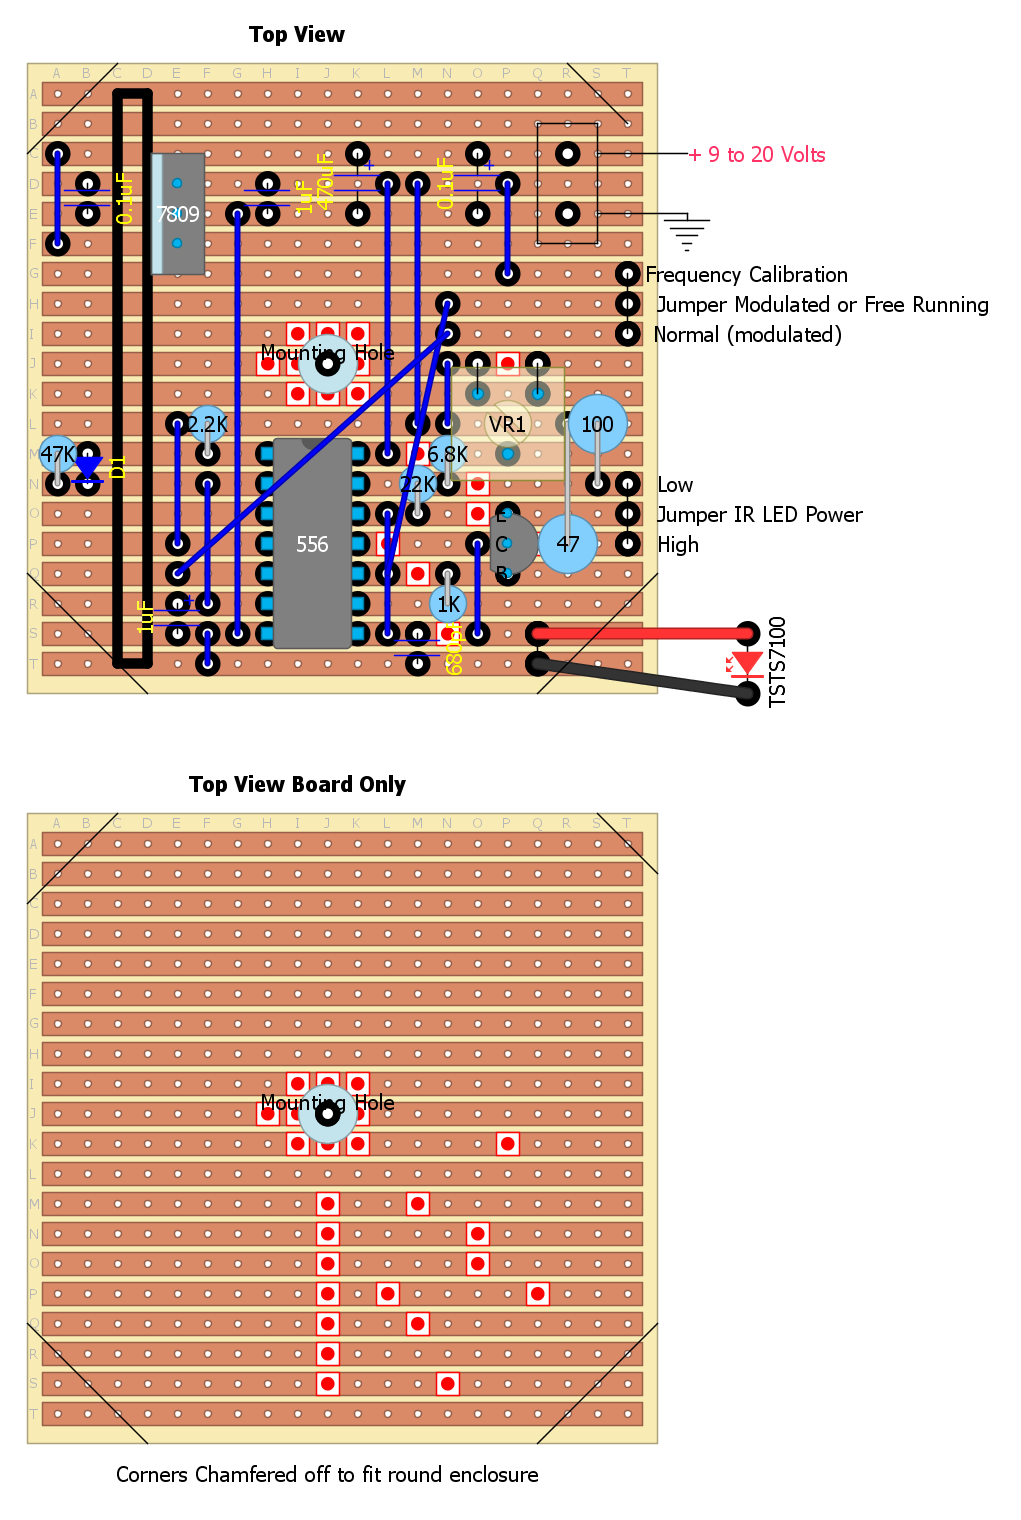 Top View
A B C D E F G H I J K L M N O P Q R S T
A
B
C
+ 9 to 20 Volts
D
0.1uF
1uF
470uF
0.1uF
E
7809
F
G
Frequency Calibration
H
Jumper Modulated or Free Running
I
Normal (modulated)
Mounting Hole
J
K
L
2.2K
VR1
100
M
47K
D1
6.8K
N
22K
Low
O
E
Jumper IR LED Power
P
556
C
47
High
Q
B
R
1uF
1K
S
680pf
T
TSTS7100
Top View Board Only
A B C D E F G H I J K L M N O P Q R S T
A
B
C
D
E
F
G
H
I
Mounting Hole
J
K
L
M
N
O
P
Q
R
S
T
Corners Chamfered off to fit round enclosure